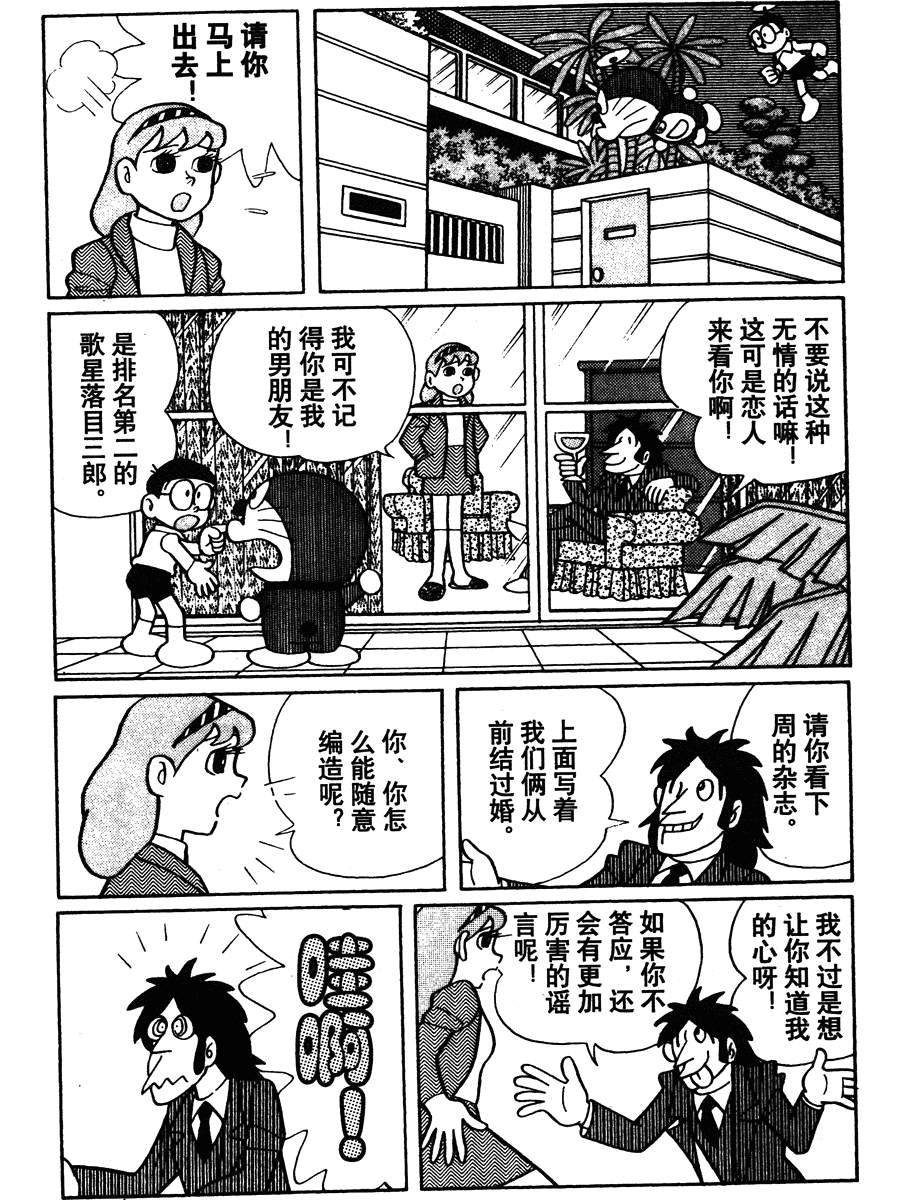 请你
马上
出去！
不要说这种
无情的话嘛！
这可是恋人
来看你啊！
我可不记
得你是我
的男朋友！
是排名第二的
歌星落目三郎。
请你看下
周的杂志。
上面写着
我们俩从
前结过婚。
你、你怎
么能随意
编造呢？
我不过是想
让你知道我
的心呀！
如果你不
答应，还
会有更加
厉害的谣
言呢！
哇啊！